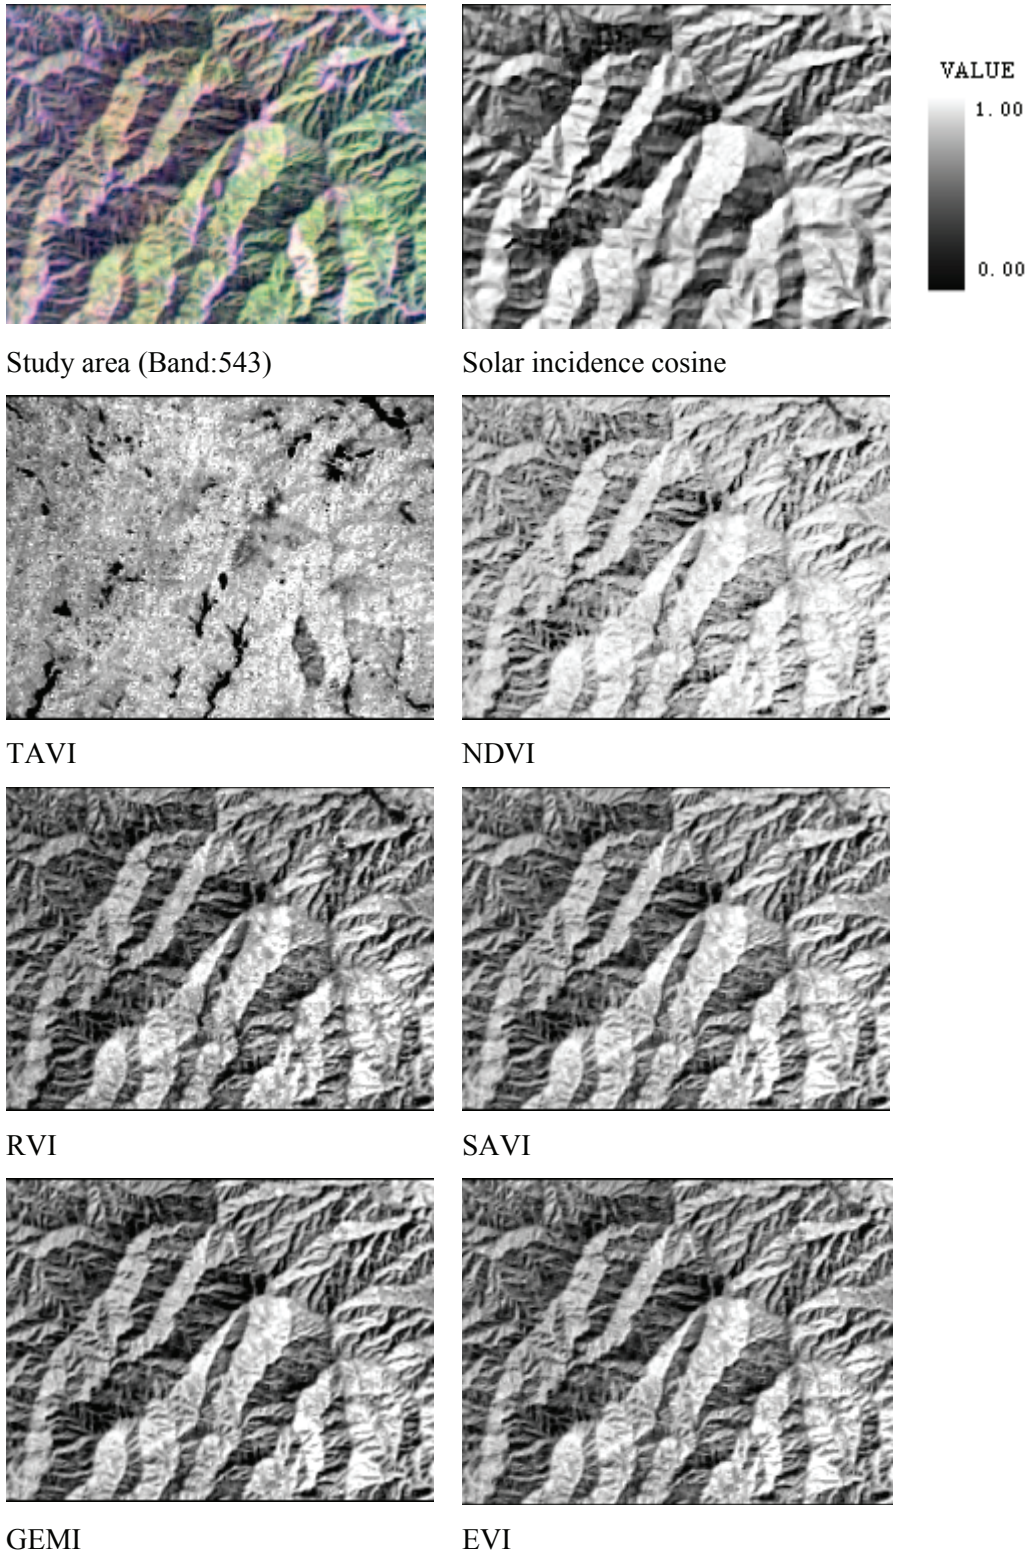 VALUE
1.00
0.00
Study area (Band:543)
Solar incidence cosine
TAVI
NDVI
RVI
SAVI
GEMI
EVI